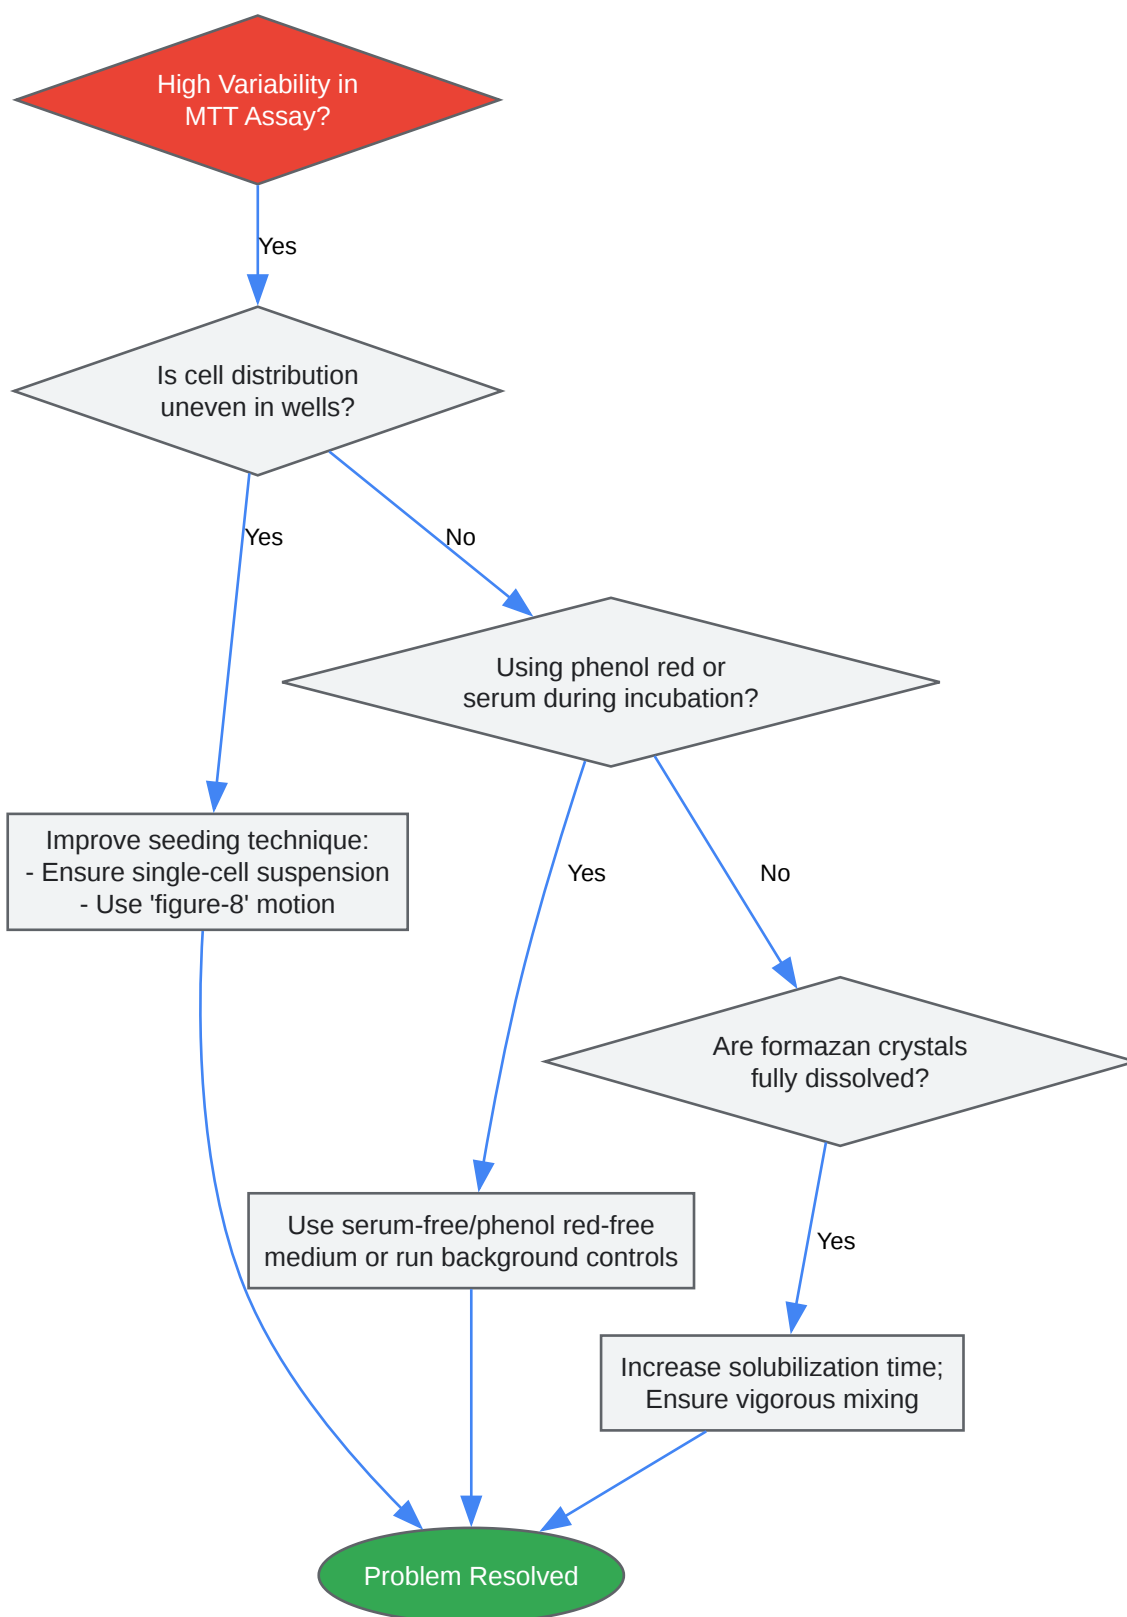 High Variability in
MTT Assay?
Yes
Is cell distribution
uneven in wells?
Yes
No
Using phenol red or
serum during incubation?
Improve seeding technique:
- Ensure single-cell suspension
- Use 'figure-8' motion
Yes
No
Are formazan crystals
fully dissolved?
Use serum-free/phenol red-free
medium or run background controls
Yes
Increase solubilization time;
Ensure vigorous mixing
Problem Resolved